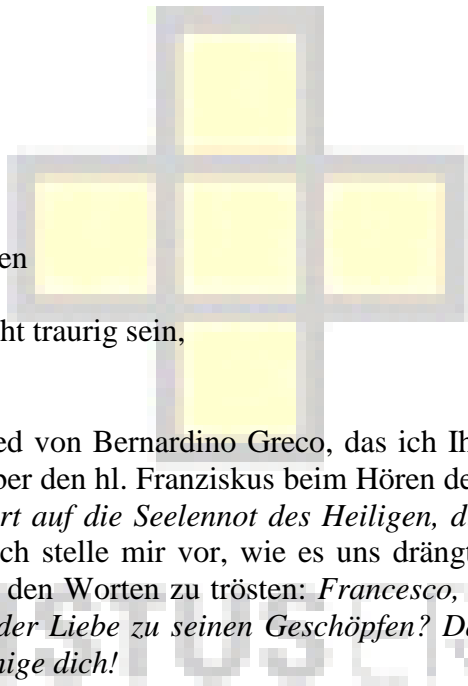 en
ht traurig sein,
ed von Bernardino Greco, das ich Ih
ber den hl. Franziskus beim Hören de
rt auf die Seelennot des Heiligen, d
ch stelle mir vor, wie es uns drängt
den Worten zu trösten: Francesco,
der Liebe zu seinen Geschöpfen? D
nige dich!